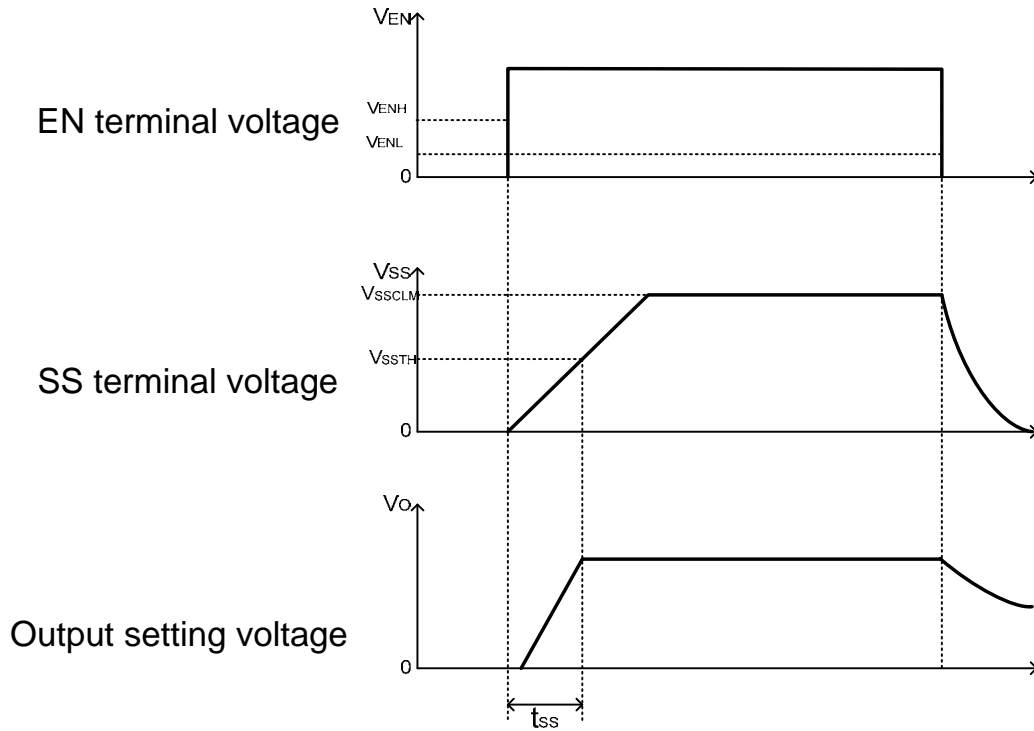 VEN
VENH
EN terminal voltage
VENL
0
VSS
VSSCLM
VSSTH
SS terminal voltage
0
VO
Output setting voltage
0
tss